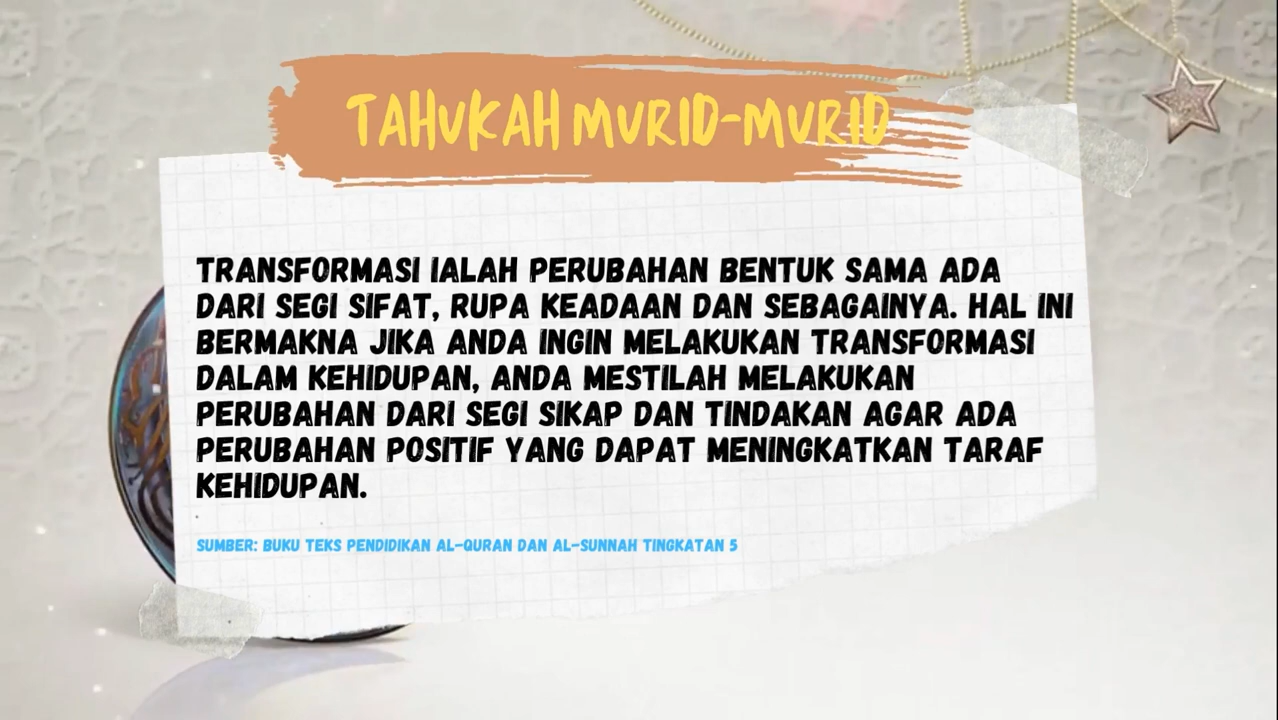 TAHUKAH MURID-MURID
TRANSFORMASI IALAH PERUBAHAN BENTUK SAMA ADA
DARI SEGI SIFAT, RUPA KEADAAN DAN SEBAGAINYA. HAL INI
BERMAKNA JIKA ANDA INGIN MELAKUKAN TRANSFORMASI
DALAM KEHIDUPAN, ANDA MESTILAH MELAKUKAN
PERUBAHAN DARI SEGI SIKAP DAN TINDAKAN AGAR ADA
PERUBAHAN POSITIF YANG DAPAT MENINGKATKAN TARAF
KEHIDUPAN.
SUMBER: BUKU TEKS PENDIDIKAN AL-QURAN DAN AL-SUNNAH TINGKATAN 5